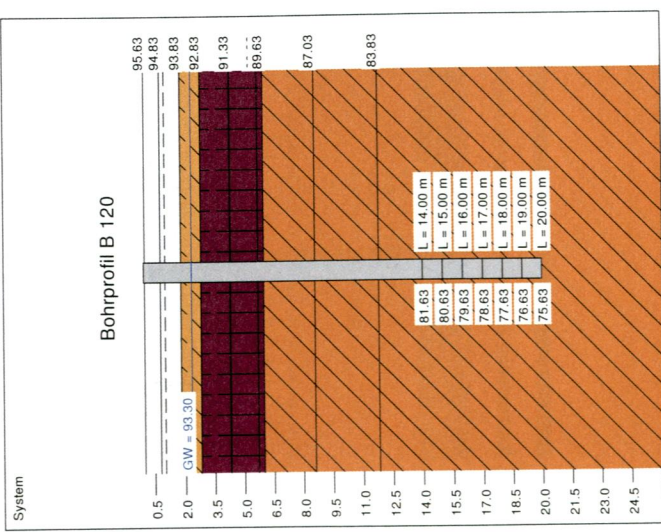 System
Bohrprofil B 120
95.63
94.83
93.83
92.83
91.33
89.63
87.03
83.83
GW = 93.30
81.63 L = 14.00 m
80.63 L = 15.00 m
79.63 L = 16.00 m
78.63 L = 17.00 m
77.63 L = 18.00 m
76.63 L = 19.00 m
75.63 L = 20.00 m
0.5
2.0
3.5
5.0
6.5
8.0
9.5
11.0
12.5
14.0
15.5
17.0
18.5
20.0
21.5
23.0
24.5